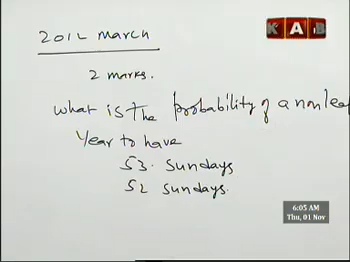 2012 March
KAB
2 marks.
what is the probability of a non leap
Year to have
53. Sundays
52 Sundays.
6:05 AM
Thu, 01 Nov